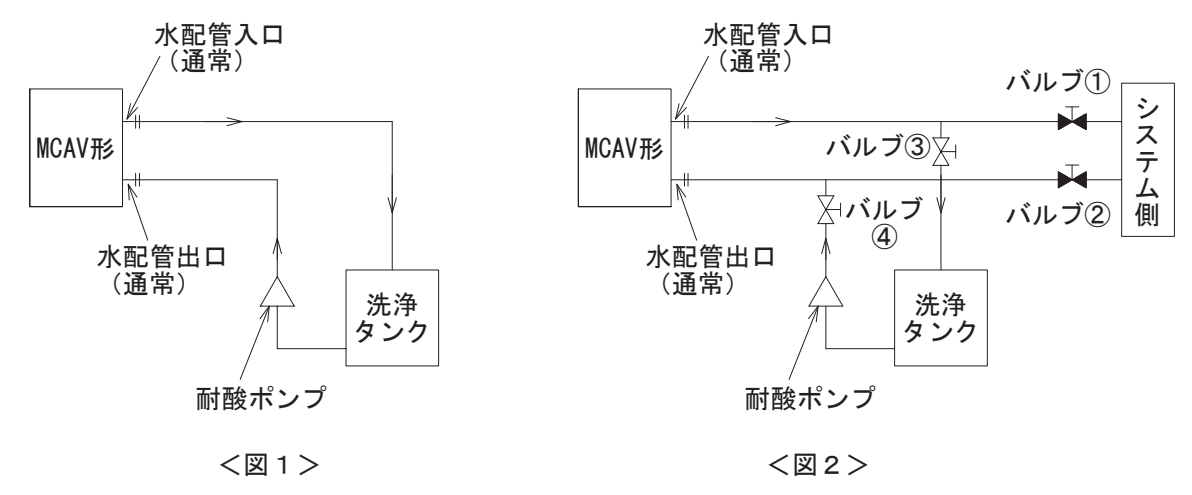 水配管入口
（通常）
MCAV形
水配管出口
（通常）
洗浄
タンク
耐酸ポンプ
＜図１＞
水配管入口
（通常）
バルブ①
MCAV形
バルブ③
システム側
バルブ②
バルブ
④
水配管出口
（通常）
洗浄
タンク
耐酸ポンプ
＜図２＞